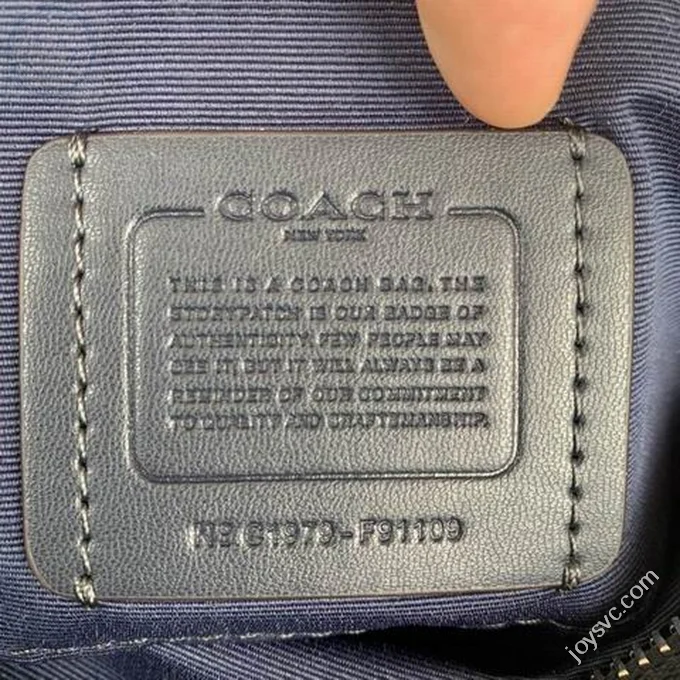 COACH
NEW YORK
THIS IS A COACH BAG. THE
STORYPATCH IS OUR BADGE OF
AUTHENTICITY. FEW PEOPLE MAY
SEE IT, BUT IT WILL ALWAYS BE A
REMINDER OF OUR COMMITMENT
TO QUALITY AND CRAFTSMANSHIP.
F91109
joysvc.com